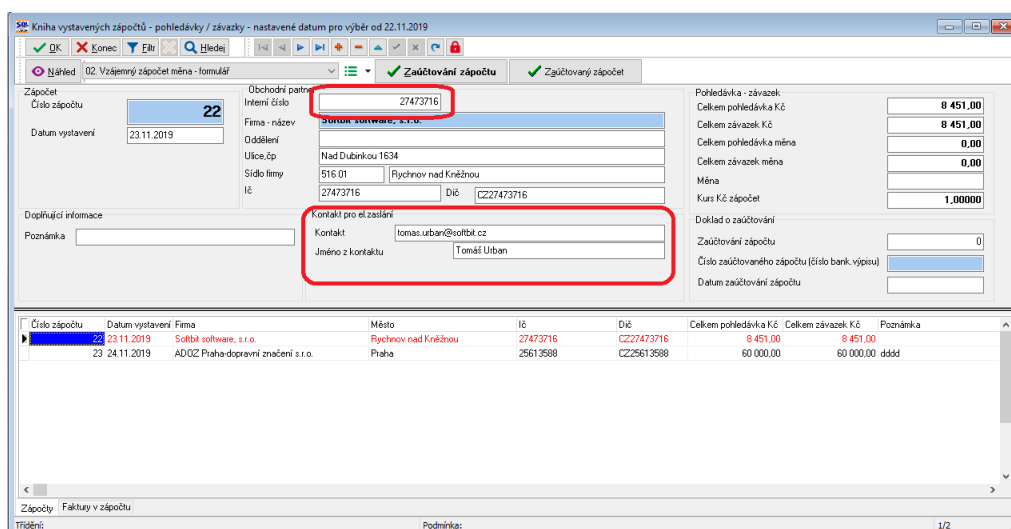 Kniha vystavených zápočtů - pohledávky / závazky - nastavené datum pro výběr od 22.11.2019
OK Konec Filtr Hledej
Náhled 02. Vzájemný zápočet měna - formulář Zaúčtování zápočtu Zaúčtovaný zápočet
Zápočet
Číslo zápočtu 22
Datum vystavení 23.11.2019
Obchodní partner
Interní číslo 27473716
Firma - název Softbit software, s.r.o.
Oddělení
Ulice,čp Nad Dubinkou 1634
Sídlo firmy 516 01 Rychnov nad Kněžnou
Ič 27473716 Dič CZ27473716
Pohledávka - závazek
Celkem pohledávka Kč 8 451,00
Celkem závazek Kč 8 451,00
Celkem pohledávka měna 0,00
Celkem závazek měna 0,00
Měna
Kurs Kč zápočet 1,00000
Doplňující informace
Poznámka
Kontakt pro el.zaslání
Kontakt tomas.urban@softbit.cz
Jméno z kontaktu Tomáš Urban
Doklad o zaúčtování
Zaúčtování zápočtu 0
Číslo zaúčtovaného zápočtu (číslo bank.výpisu)
Datum zaúčtování zápočtu
Číslo zápočtu Datum vystavení Firma Město Ič Dič Celkem pohledávka Kč Celkem závazek Kč Poznámka
22 23.11.2019 Softbit software, s.r.o. Rychnov nad Kněžnou 27473716 CZ27473716 8 451,00 8 451,00
23 24.11.2019 ADOZ Praha-dopravní značení s.r.o. Praha 25613588 CZ25613588 60 000,00 60 000,00 dddd
Zápočty Faktury v zápočtu
Třídění: Podmínka: 1/2